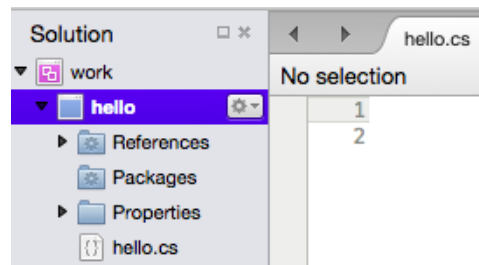 Solution
work
hello
References
Packages
Properties
hello.cs
hello.cs
No selection
1
2